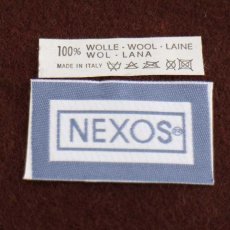 100% WOLLE · WOOL · LAINE
WOL · LANA
MADE IN ITALY
NEXOS